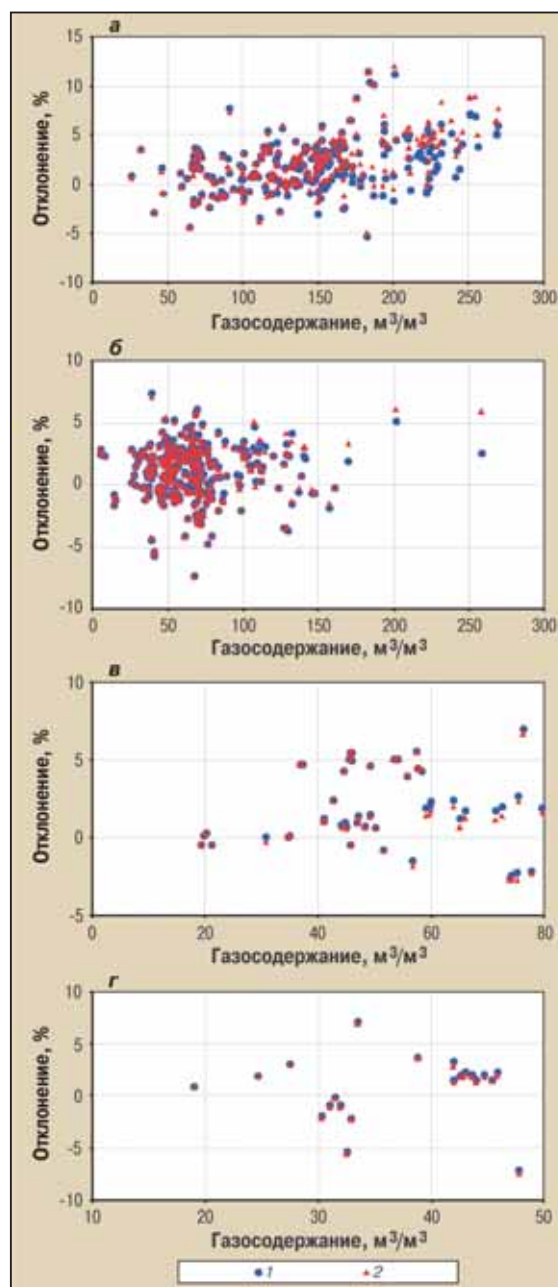 а
15
10
5
0
-5
-10
Отклонение, %
0 50 100 150 200 250 300
Газосодержание, м³/м³
б
10
5
0
-5
-10
Отклонение, %
0 50 100 150 200 250 300
Газосодержание, м³/м³
в
10
5
0
-5
Отклонение, %
0 20 40 60 80
Газосодержание, м³/м³
г
10
5
0
-5
-10
Отклонение, %
10 20 30 40 50
Газосодержание, м³/м³
1 2